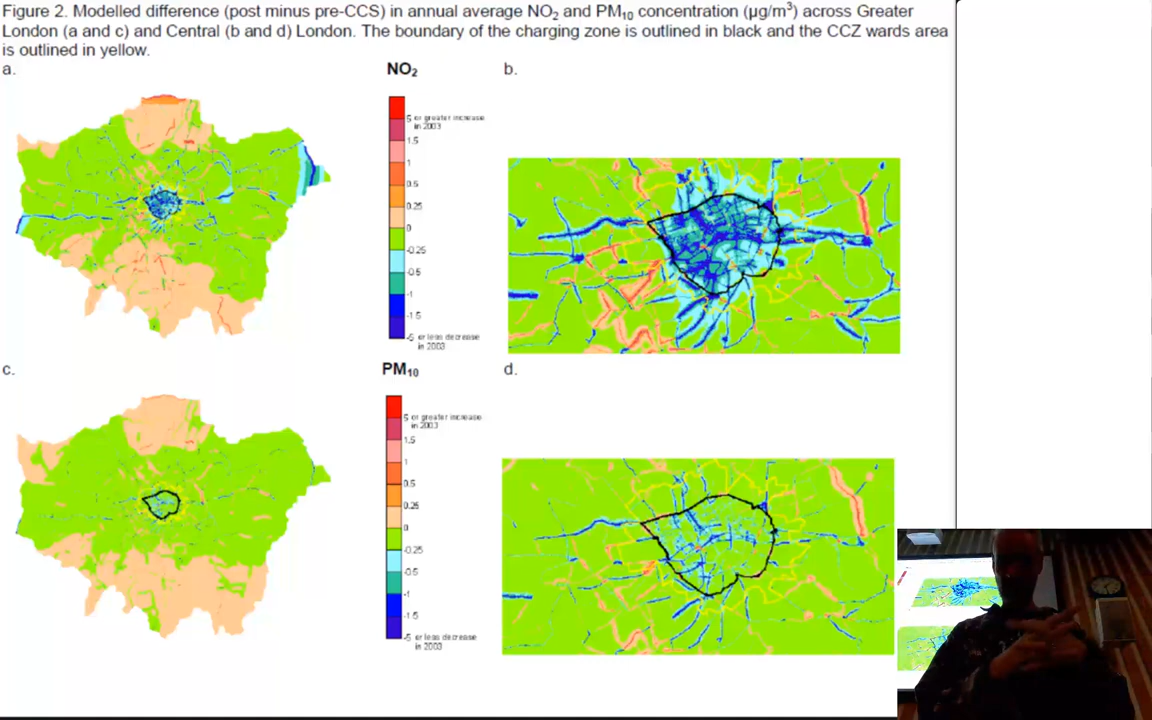 Figure 2. Modelled difference (post minus pre-CCS) in annual average NO₂ and PM₁₀ concentration (µg/m³) across Greater
London (a and c) and Central (b and d) London. The boundary of the charging zone is outlined in black and the CCZ wards area
is outlined in yellow.
a.
NO₂
b.
5 or greater increase
in 2003
1.5
1
0.5
0.25
0
-0.25
-0.5
-1
-1.5
-5 or less decrease
in 2003
c.
PM₁₀
d.
5 or greater increase
in 2003
1.5
1
0.5
0.25
0
-0.25
-0.5
-1
-1.5
-5 or less decrease
in 2003